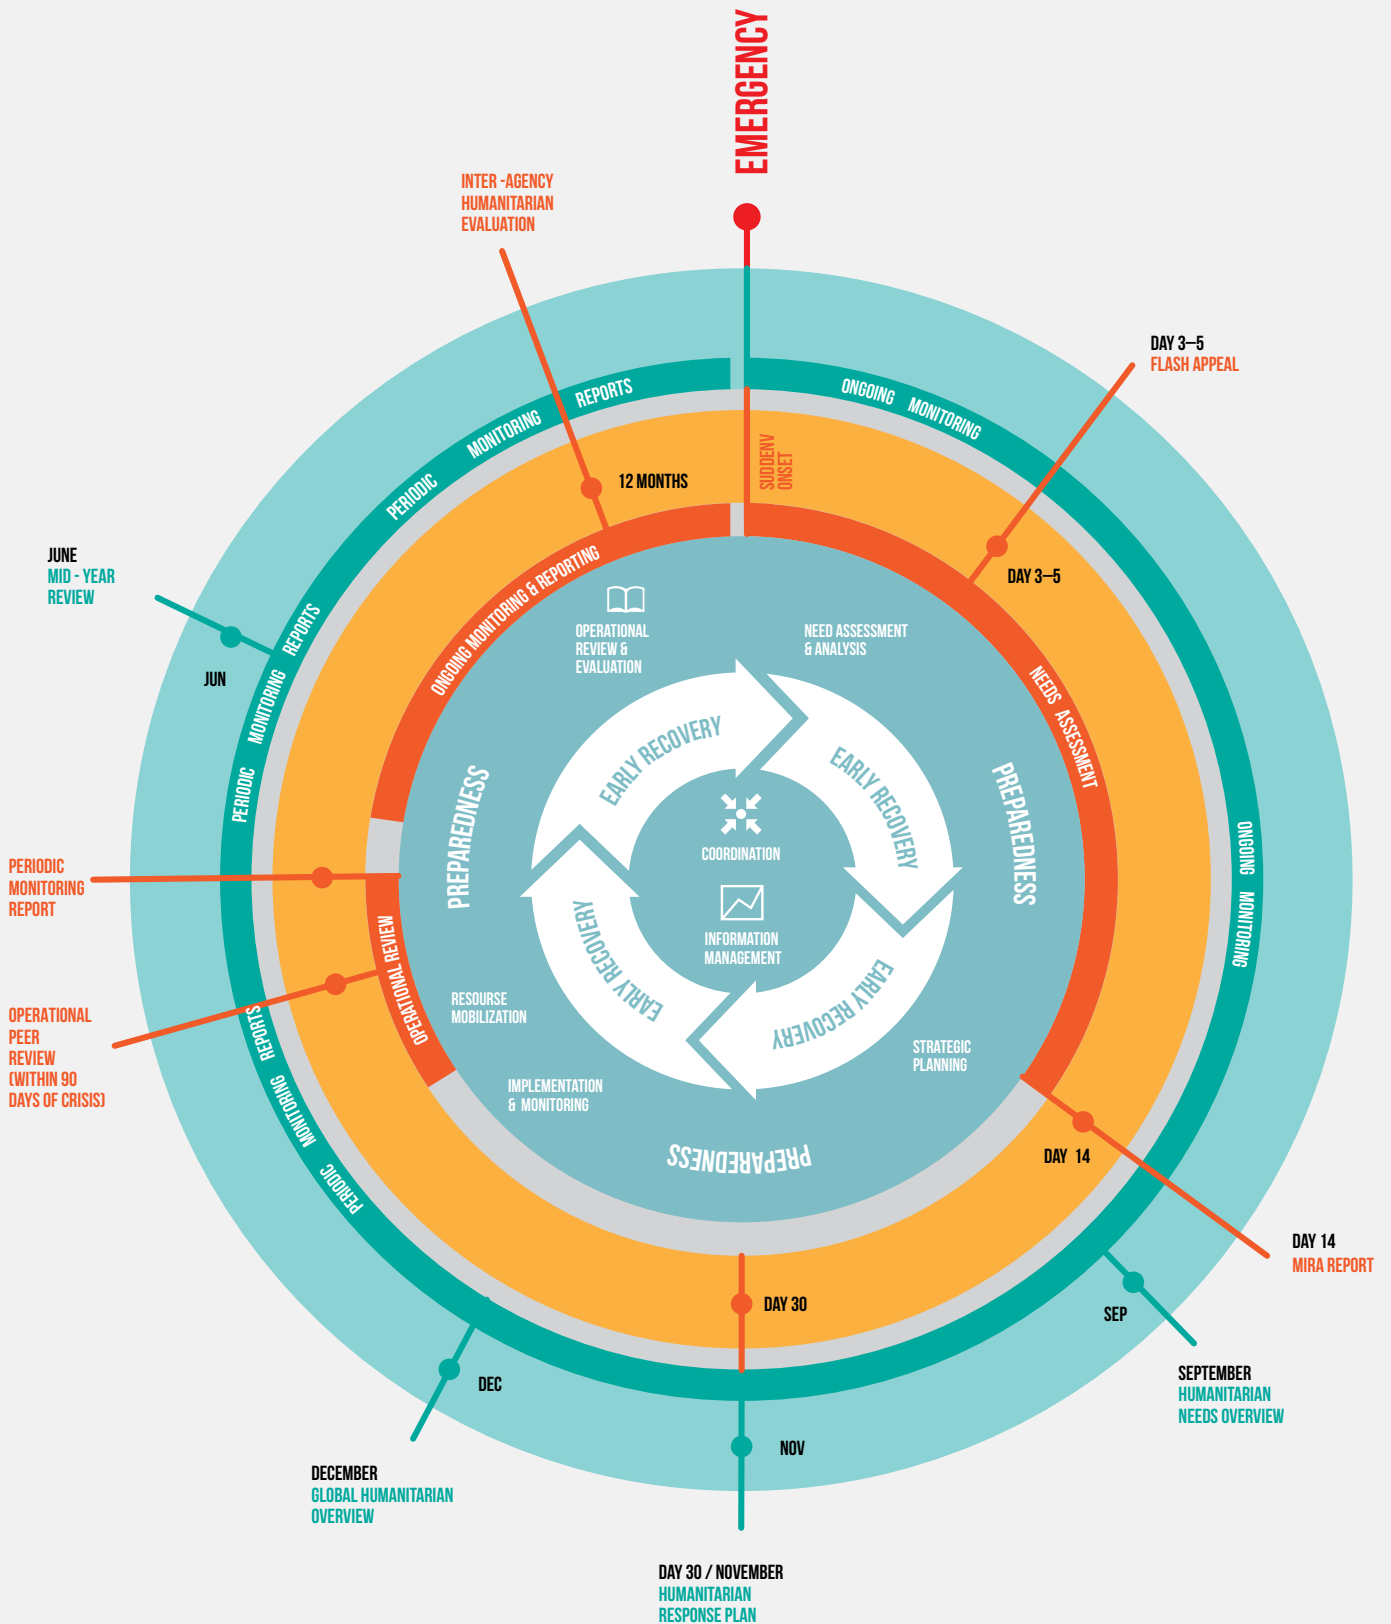 EMERGENCY
INTER -AGENCY
HUMANITARIAN
EVALUATION
DAY 3–5
FLASH APPEAL
PERIODIC MONITORING REPORTS
ONGOING MONITORING
SUDDENV
ONSET
12 MONTHS
DAY 3–5
JUNE
MID - YEAR
REVIEW
JUN
ONGOING MONITORING & REPORTING
NEEDS ASSESSMENT
OPERATIONAL
REVIEW &
EVALUATION
NEED ASSESSMENT
& ANALYSIS
PERIODIC MONITORING REPORTS
EARLY RECOVERY
EARLY RECOVERY
PREPAREDNESS
PREPAREDNESS
COORDINATION
INFORMATION
MANAGEMENT
ONGOING MONITORING
PERIODIC
MONITORING
REPORT
OPERATIONAL REVIEW
EARLY RECOVERY
EARLY RECOVERY
RESOURSE
MOBILIZATION
STRATEGIC
PLANNING
IMPLEMENTATION
& MONITORING
PREPAREDNESS
OPERATIONAL
PEER
REVIEW
(WITHIN 90
DAYS OF CRISIS)
PERIODIC MONITORING REPORTS
DAY 14
DAY 14
MIRA REPORT
DAY 30
SEP
SEPTEMBER
HUMANITARIAN
NEEDS OVERVIEW
DEC
NOV
DECEMBER
GLOBAL HUMANITARIAN
OVERVIEW
DAY 30 / NOVEMBER
HUMANITARIAN
RESPONSE PLAN